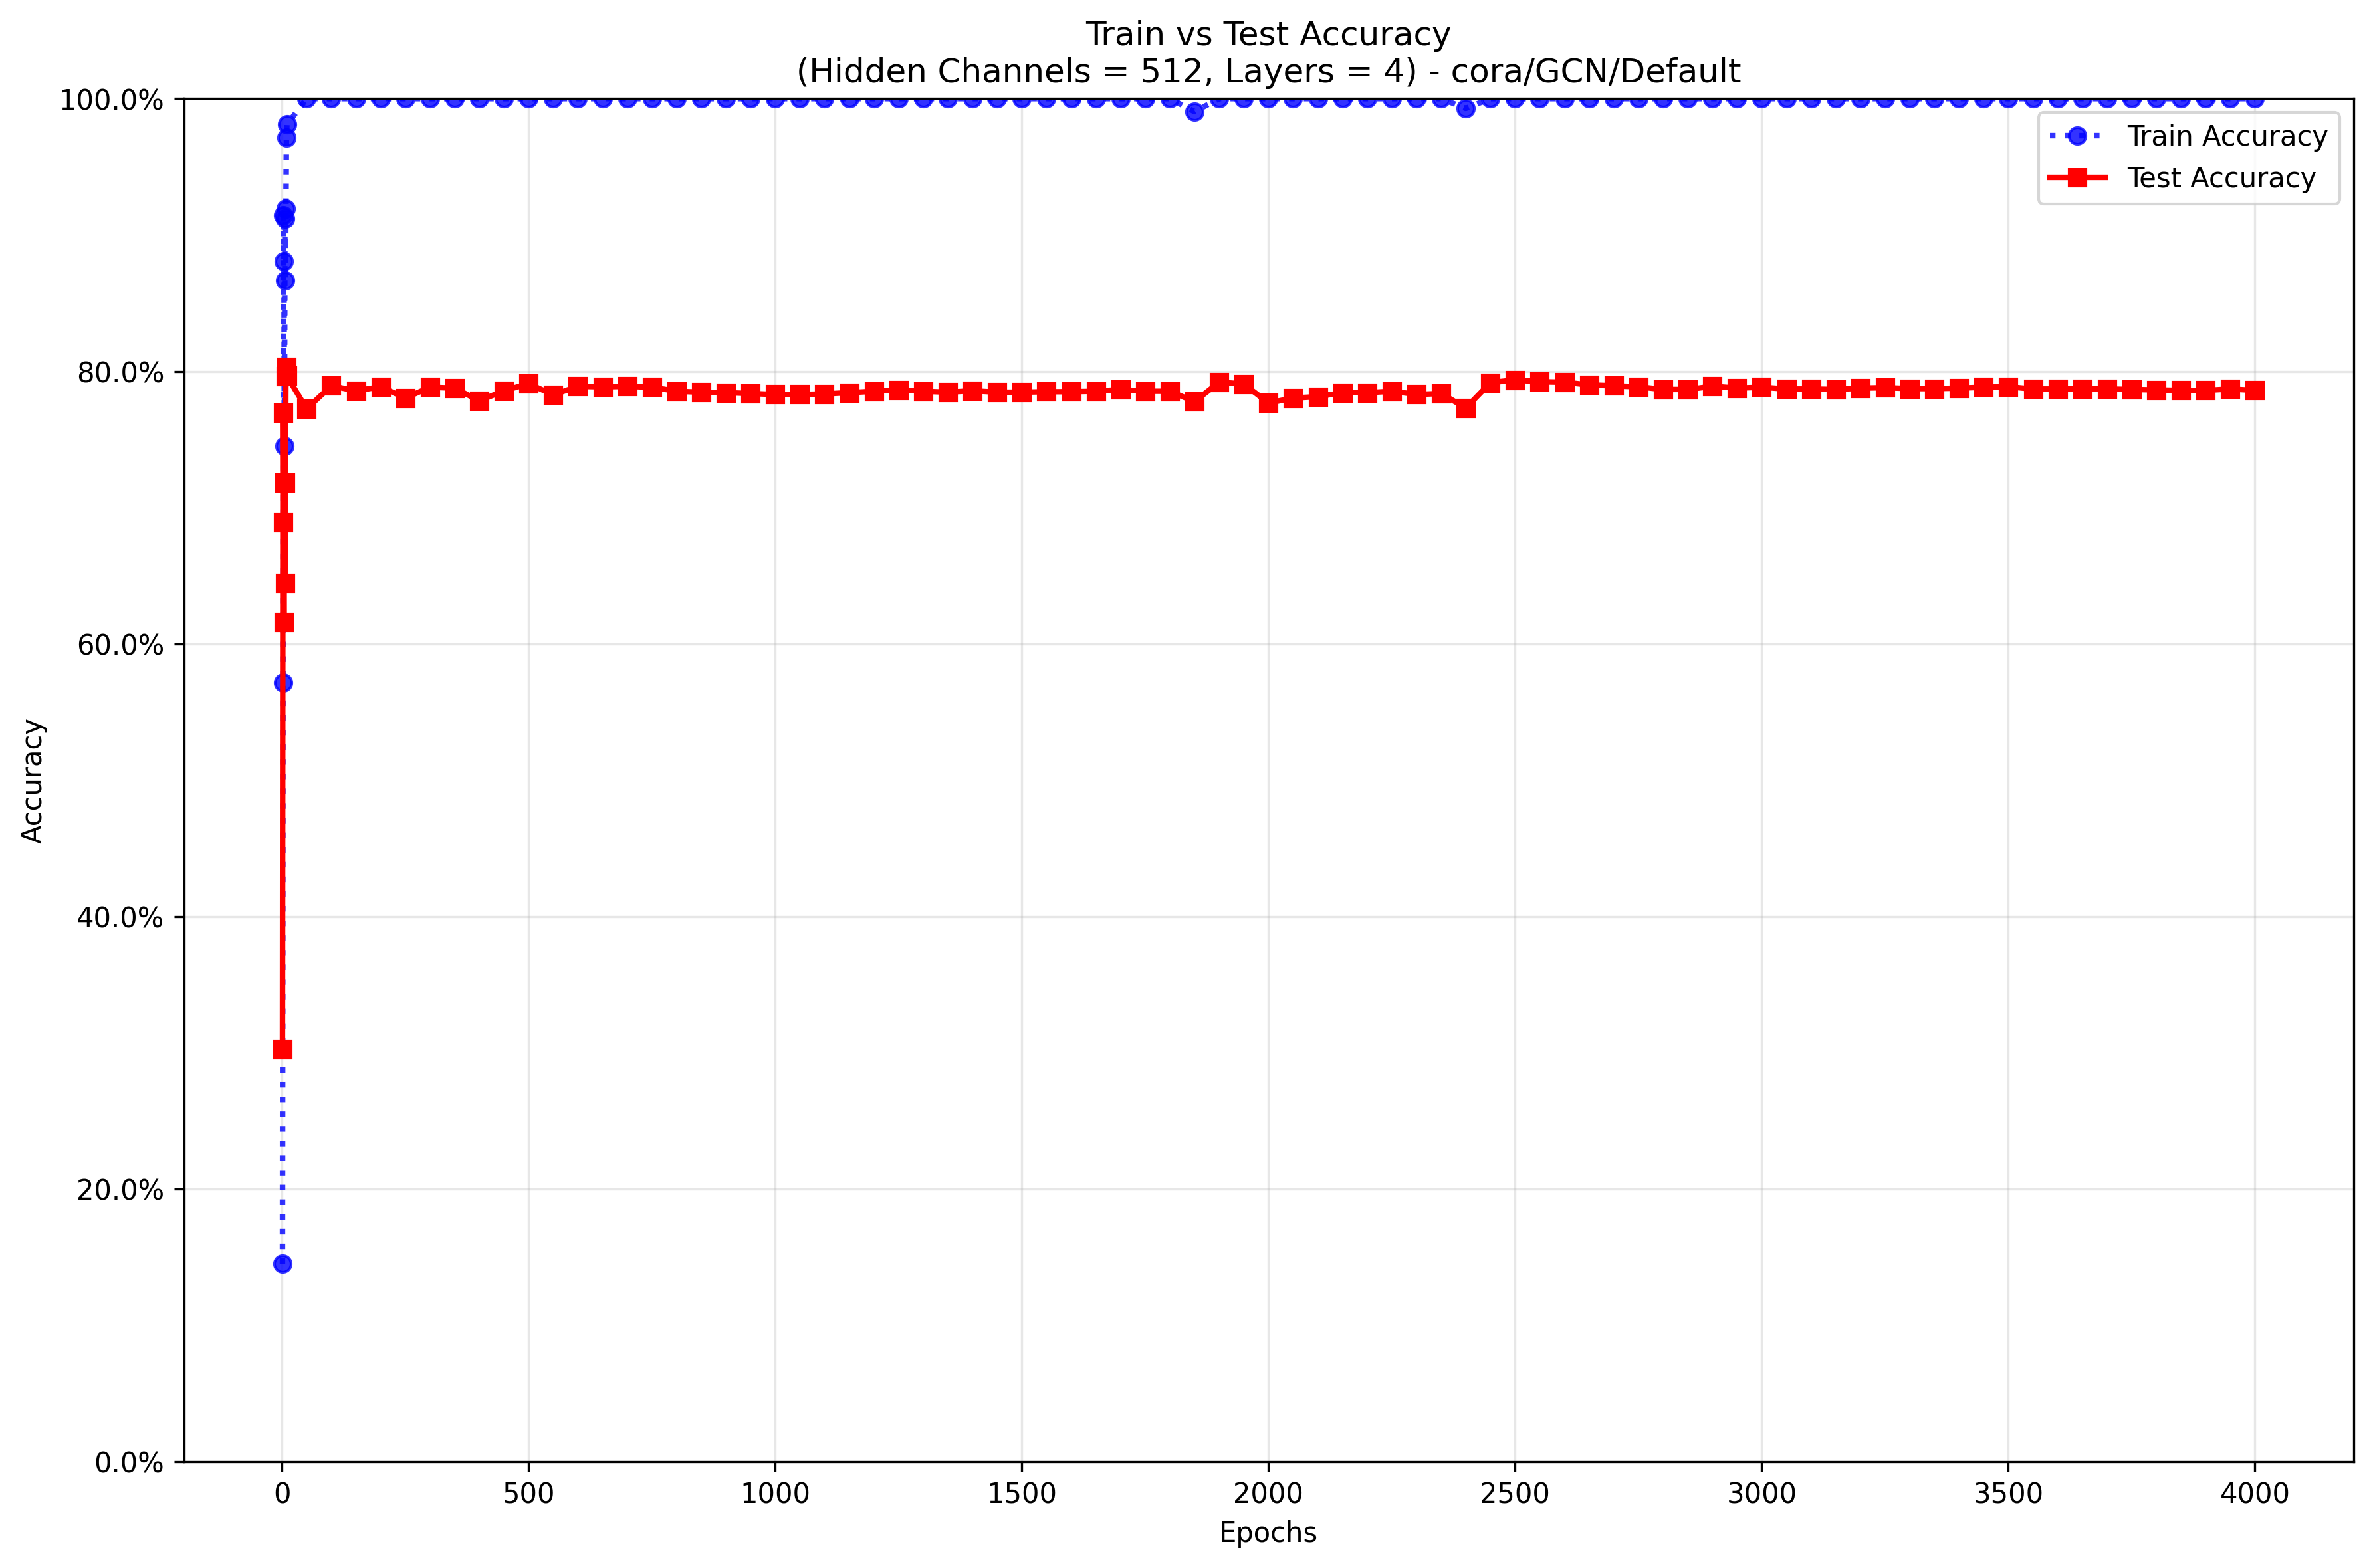 Train vs Test Accuracy
(Hidden Channels = 512, Layers = 4) - cora/GCN/Default
100.0%
80.0%
60.0%
40.0%
20.0%
0.0%
Accuracy
Train Accuracy
Test Accuracy
0 500 1000 1500 2000 2500 3000 3500 4000
Epochs